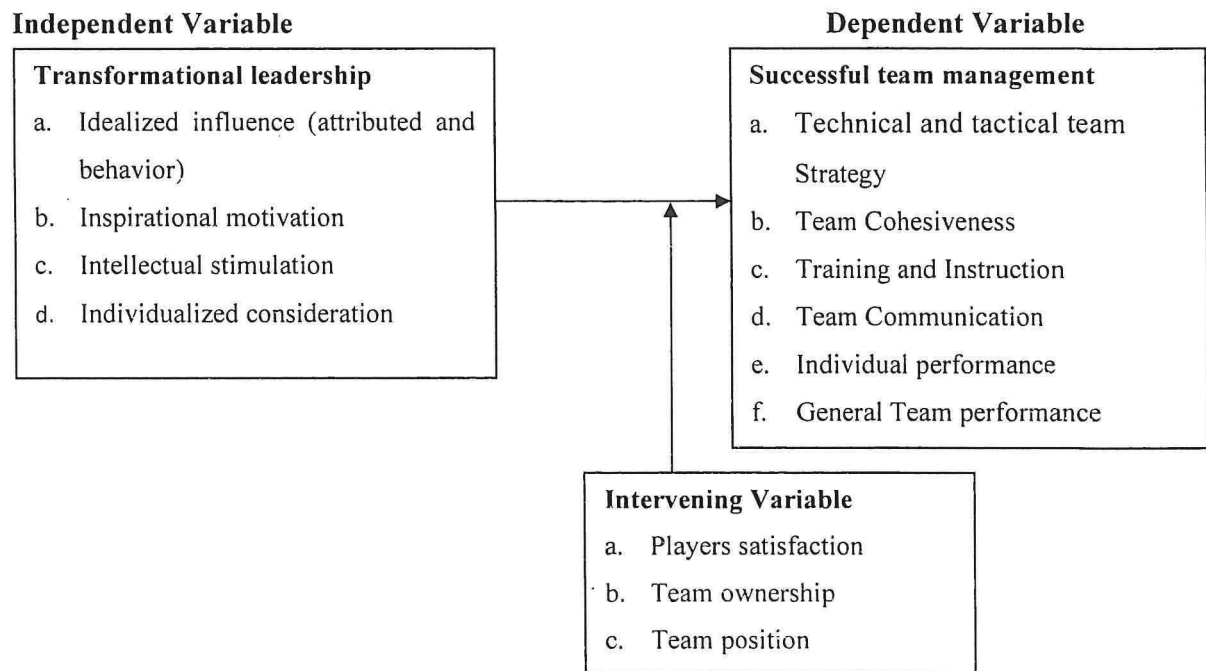 Independent Variable
Dependent Variable
Transformational leadership
a. Idealized influence (attributed and
behavior)
b. Inspirational motivation
c. Intellectual stimulation
d. Individualized consideration
Successful team management
a. Technical and tactical team
Strategy
b. Team Cohesiveness
c. Training and Instruction
d. Team Communication
e. Individual performance
f. General Team performance
Intervening Variable
a. Players satisfaction
b. Team ownership
c. Team position